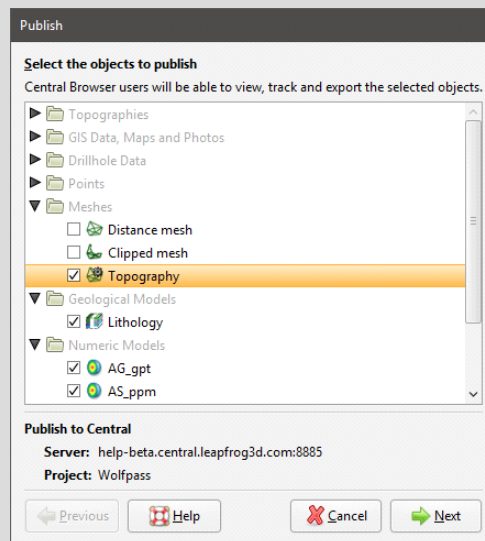 Publish
Select the objects to publish
Central Browser users will be able to view, track and export the selected objects.
Topographies
GIS Data, Maps and Photos
Drillhole Data
Points
Meshes
Distance mesh
Clipped mesh
Topography
Geological Models
Lithology
Numeric Models
AG_gpt
AS_ppm
Publish to Central
Server: help-beta.central.leapfrog3d.com:8885
Project: Wolfpass
Previous Help Cancel Next